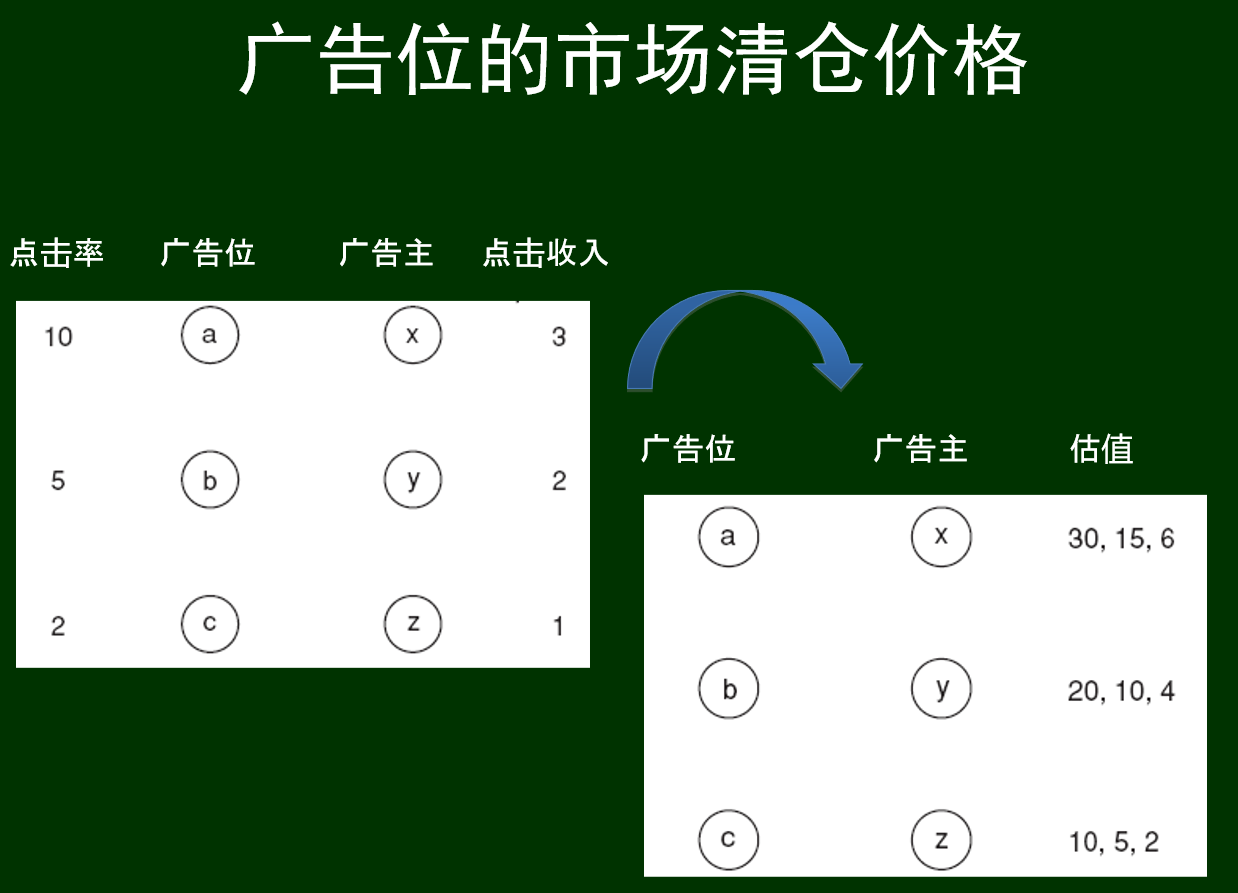 广告位的市场清仓价格
点击率 广告位 广告主 点击收入
10 a x 3
5 b y 2
2 c z 1
广告位 广告主 估值
a x 30, 15, 6
b y 20, 10, 4
c z 10, 5, 2